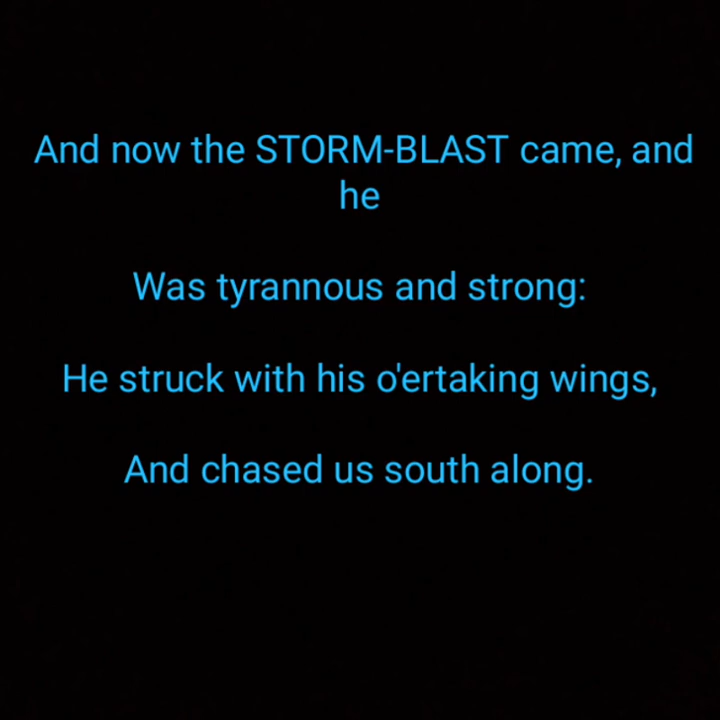 And now the STORM-BLAST came, and
he
Was tyrannous and strong:
He struck with his o'ertaking wings,
And chased us south along.